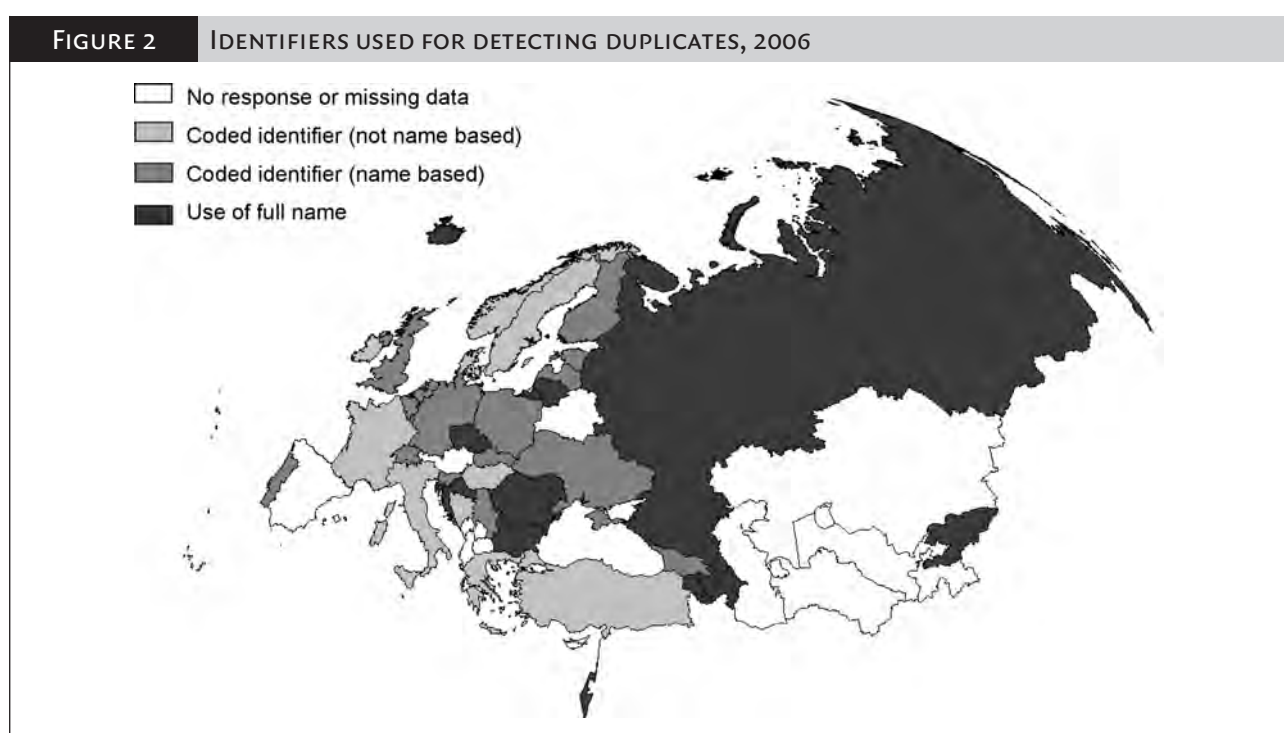 FIGURE 2 IDENTIFIERS USED FOR DETECTING DUPLICATES, 2006
No response or missing data
Coded identifier (not name based)
Coded identifier (name based)
Use of full name